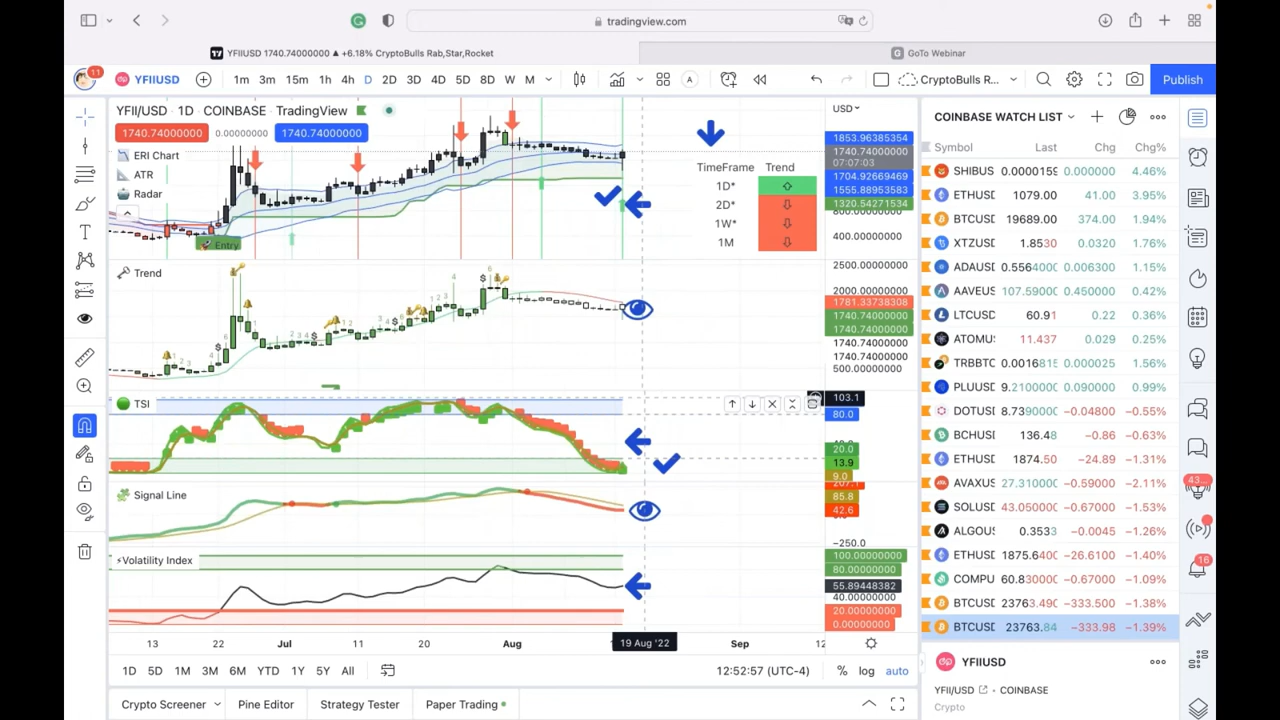 tradingview.com
YFIIUSD 1740.74000000 ▲ +6.18% CryptoBulls Rab,Star,Rocket
GoTo Webinar
11
YFIIUSD
1m 3m 15m 1h 4h D 2D 3D 4D 5D 8D W M
CryptoBulls R...
Publish
YFII/USD · 1D · COINBASE TradingView
1740.74000000 0.00000000 1740.74000000
ERI Chart
ATR
Radar
Entry
TimeFrame Trend
1D*
2D*
1W*
1M
USD
1853.96385354
1740.74000000
07:07:03
1704.92669469
1555.88953583
1320.54271534
800.00000000
400.00000000
Trend
2500.00000000
2000.00000000
1781.33738308
1740.74000000
1740.74000000
1740.74000000
500.00000000
TSI
103.1
80.0
20.0
13.9
9.0
Signal Line
85.8
42.6
-250.0
⚡Volatility Index
100.00000000
80.00000000
55.89448382
40.00000000
20.00000000
0.00000000
13 22 Jul 11 20 Aug 19 Aug '22 Sep 12
1D 5D 1M 3M 6M YTD 1Y 5Y All
12:52:57 (UTC-4) % log auto
Crypto Screener Pine Editor Strategy Tester Paper Trading
COINBASE WATCH LIST
Symbol Last Chg Chg%
SHIBUS 0.0000159 0.000000 4.46%
ETHUSD 1079.00 41.00 3.95%
BTCUSD 19689.00 374.00 1.94%
XTZUSD 1.8530 0.0320 1.76%
ADAUSD 0.5564000 0.006300 1.15%
AAVEUS 107.59000 0.450000 0.42%
LTCUSD 60.91 0.22 0.36%
ATOMU 11.437 0.029 0.25%
TRBBTC 0.0016815 0.000025 1.56%
PLUUSD 9.2100000 0.090000 0.99%
DOTUSD 8.739000 −0.04800 −0.55%
BCHUSD 136.48 −0.86 −0.63%
ETHUSD 1874.50 −24.89 −1.31%
AVAXUS 27.310000 −0.59000 −2.11%
SOLUSD 43.050000 −0.67000 −1.53%
ALGOU 0.3533 −0.0045 −1.26%
ETHUSD 1875.640 −26.6100 −1.40%
COMPU 60.830000 −0.67000 −1.09%
BTCUSD 23763.490 −333.500 −1.38%
BTCUSD 23763.84 −333.98 −1.39%
43...
16
YFIIUSD
YFII/USD · COINBASE
Crypto